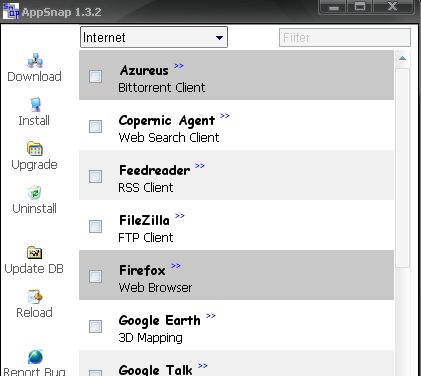 AppSnap 1.3.2
Internet
Filter
Download
Install
Upgrade
Uninstall
Update DB
Reload
Report Bug
Azureus >>
Bittorrent Client
Copernic Agent >>
Web Search Client
Feedreader >>
RSS Client
FileZilla >>
FTP Client
Firefox >>
Web Browser
Google Earth >>
3D Mapping
Google Talk >>